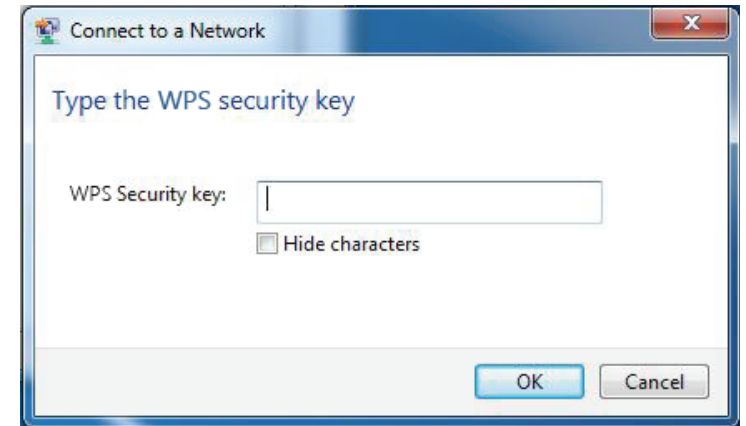 Connect to a Network
Type the WPS security key
WPS Security key:
Hide characters
OK Cancel